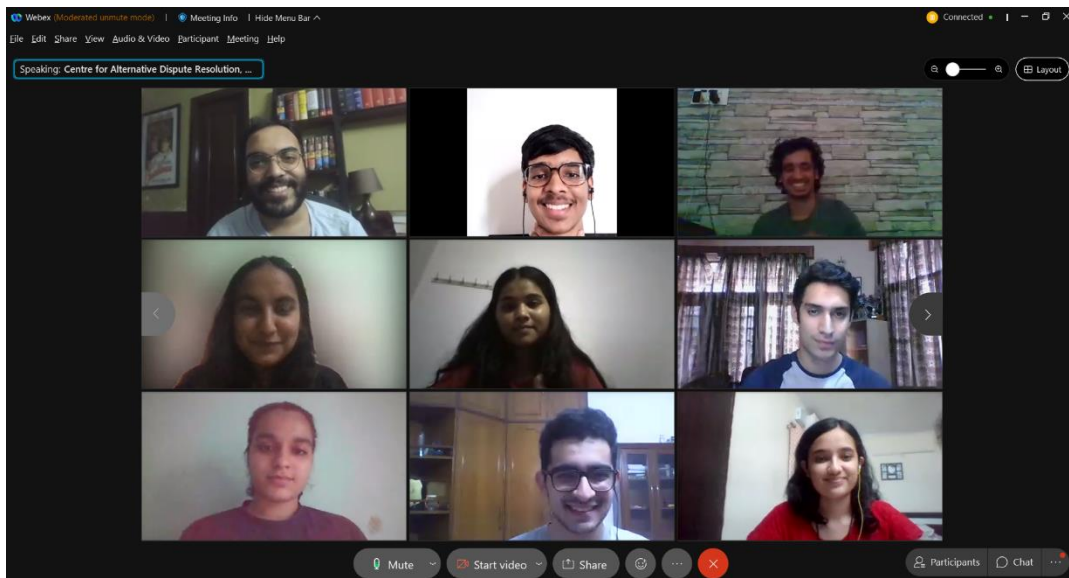 Webex (Moderated unmute mode) | Meeting Info | Hide Menu Bar
Connected
File Edit Share View Audio & Video Participant Meeting Help
Speaking: Centre for Alternative Dispute Resolution, ...
Layout
Mute
Start video
Share
Participants
Chat